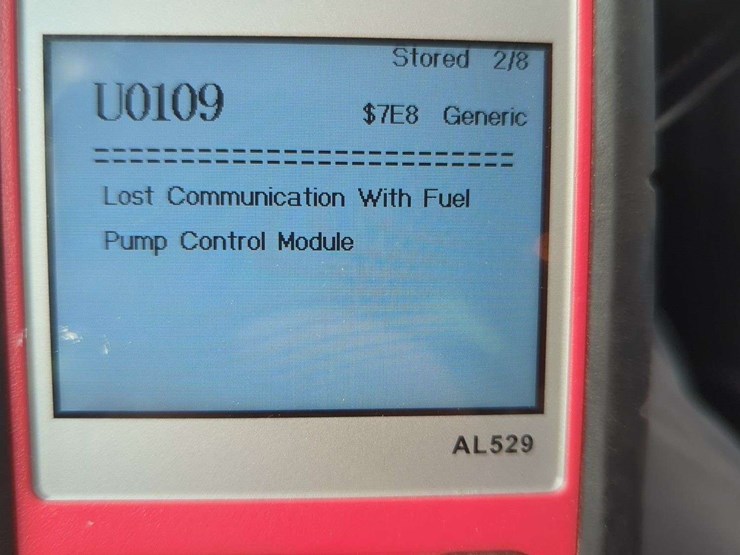 Stored 2/8
U0109
$7E8 Generic
==============================
Lost Communication With Fuel
Pump Control Module
AL529